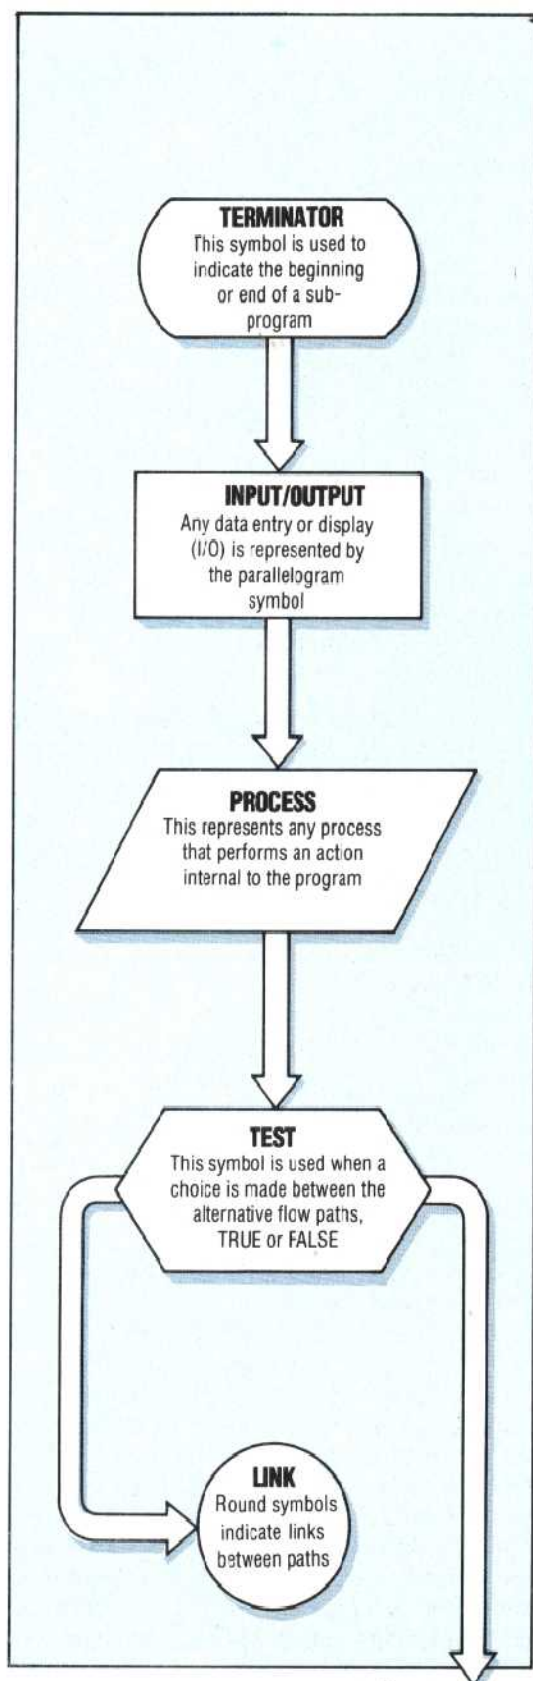 TERMINATOR
This symbol is used to
indicate the beginning
or end of a sub-
program
INPUT/OUTPUT
Any data entry or display
(I/O) is represented by
the parallelogram
symbol
PROCESS
This represents any process
that performs an action
internal to the program
TEST
This symbol is used when a
choice is made between the
alternative flow paths,
TRUE or FALSE
LINK
Round symbols
indicate links
between paths